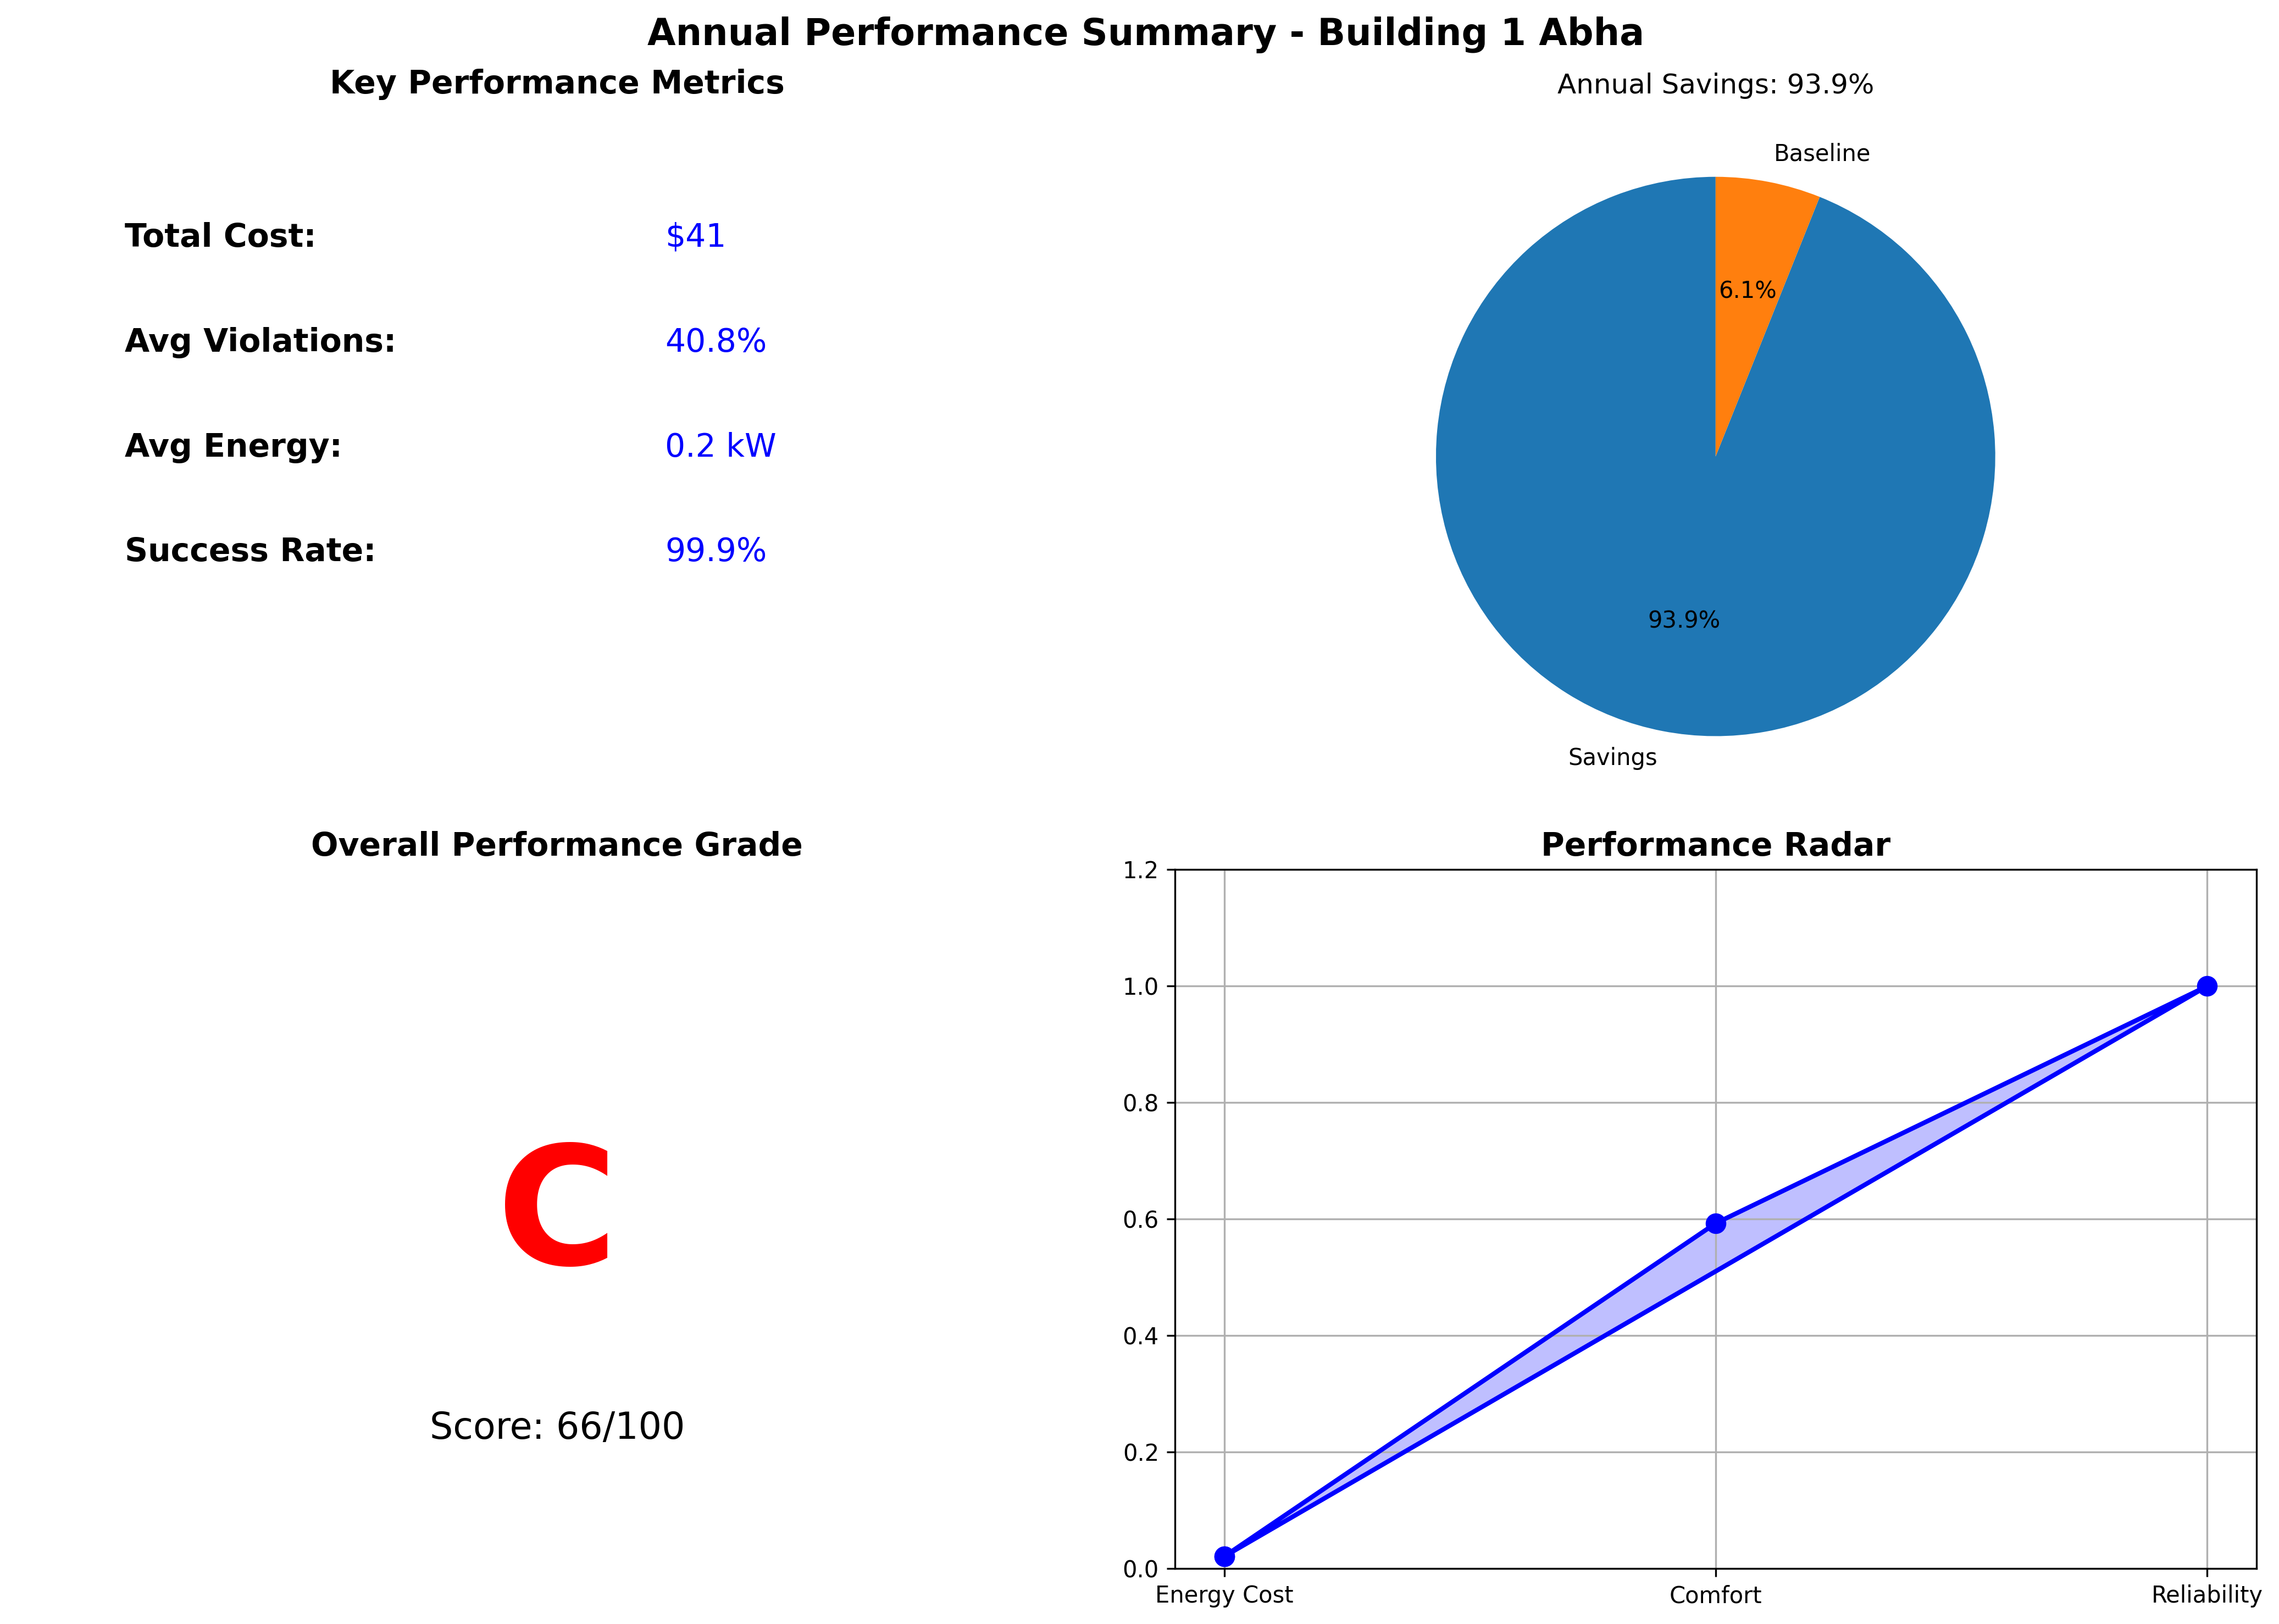 Annual Performance Summary - Building 1 Abha
Key Performance Metrics
Total Cost: $41
Avg Violations: 40.8%
Avg Energy: 0.2 kW
Success Rate: 99.9%
Annual Savings: 93.9%
Baseline
6.1%
93.9%
Savings
Overall Performance Grade
C
Score: 66/100
Performance Radar
1.2
1.0
0.8
0.6
0.4
0.2
0.0
Energy Cost Comfort Reliability